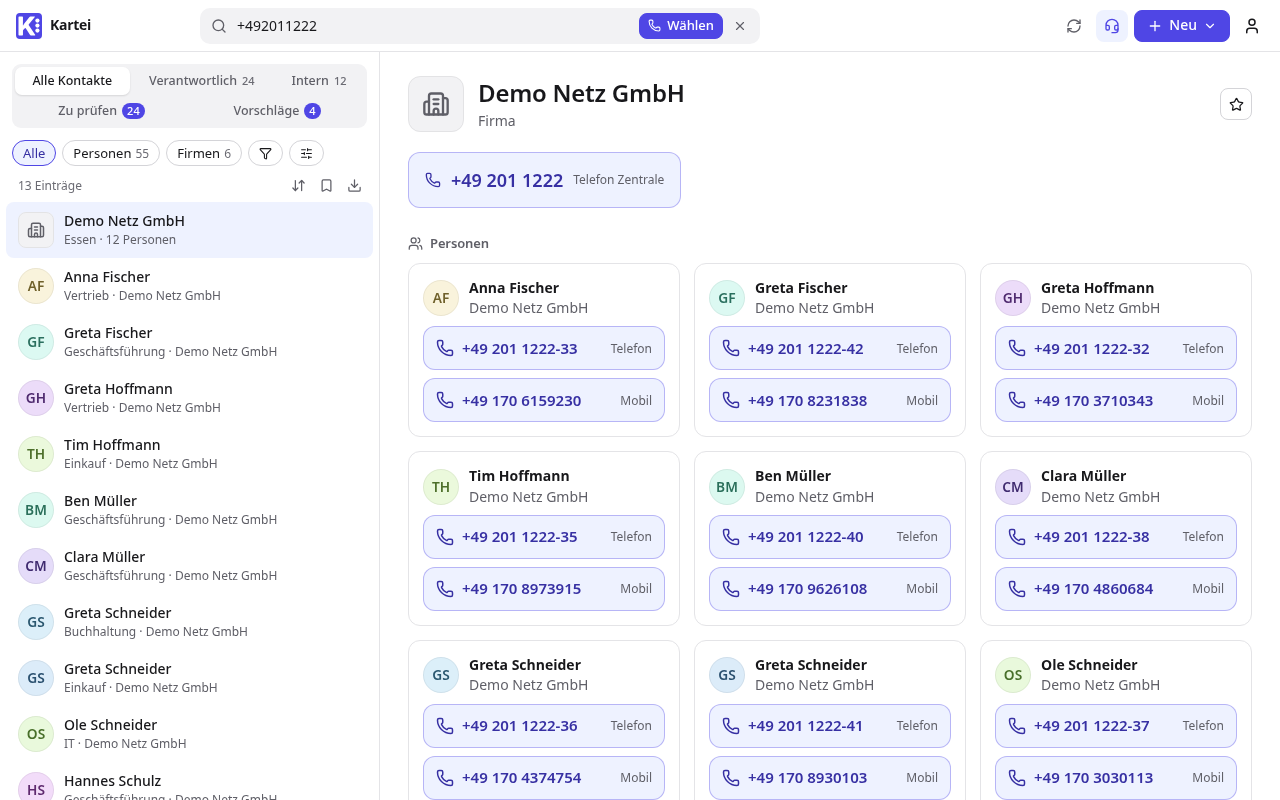 Kartei
+492011222
Wählen
Neu
Alle Kontakte
Verantwortlich 24
Intern 12
Zu prüfen 24
Vorschläge 4
Alle
Personen 55
Firmen 6
13 Einträge
Demo Netz GmbH
Essen · 12 Personen
AF
Anna Fischer
Vertrieb · Demo Netz GmbH
GF
Greta Fischer
Geschäftsführung · Demo Netz GmbH
GH
Greta Hoffmann
Vertrieb · Demo Netz GmbH
TH
Tim Hoffmann
Einkauf · Demo Netz GmbH
BM
Ben Müller
Geschäftsführung · Demo Netz GmbH
CM
Clara Müller
Geschäftsführung · Demo Netz GmbH
GS
Greta Schneider
Buchhaltung · Demo Netz GmbH
GS
Greta Schneider
Einkauf · Demo Netz GmbH
OS
Ole Schneider
IT · Demo Netz GmbH
HS
Hannes Schulz
Geschäftsführung · Demo Netz GmbH
Demo Netz GmbH
Firma
+49 201 1222 Telefon Zentrale
Personen
AF
Anna Fischer
Demo Netz GmbH
+49 201 1222-33 Telefon
+49 170 6159230 Mobil
GF
Greta Fischer
Demo Netz GmbH
+49 201 1222-42 Telefon
+49 170 8231838 Mobil
GH
Greta Hoffmann
Demo Netz GmbH
+49 201 1222-32 Telefon
+49 170 3710343 Mobil
TH
Tim Hoffmann
Demo Netz GmbH
+49 201 1222-35 Telefon
+49 170 8973915 Mobil
BM
Ben Müller
Demo Netz GmbH
+49 201 1222-40 Telefon
+49 170 9626108 Mobil
CM
Clara Müller
Demo Netz GmbH
+49 201 1222-38 Telefon
+49 170 4860684 Mobil
GS
Greta Schneider
Demo Netz GmbH
+49 201 1222-36 Telefon
+49 170 4374754 Mobil
GS
Greta Schneider
Demo Netz GmbH
+49 201 1222-41 Telefon
+49 170 8930103 Mobil
OS
Ole Schneider
Demo Netz GmbH
+49 201 1222-37 Telefon
+49 170 3030113 Mobil